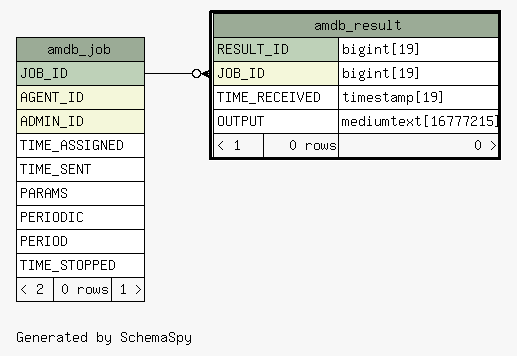 amdb_job
JOB_ID
AGENT_ID
ADMIN_ID
TIME_ASSIGNED
TIME_SENT
PARAMS
PERIODIC
PERIOD
TIME_STOPPED
< 2 0 rows 1 >
amdb_result
RESULT_ID bigint[19]
JOB_ID bigint[19]
TIME_RECEIVED timestamp[19]
OUTPUT mediumtext[16777215]
< 1 0 rows 0 >
Generated by SchemaSpy